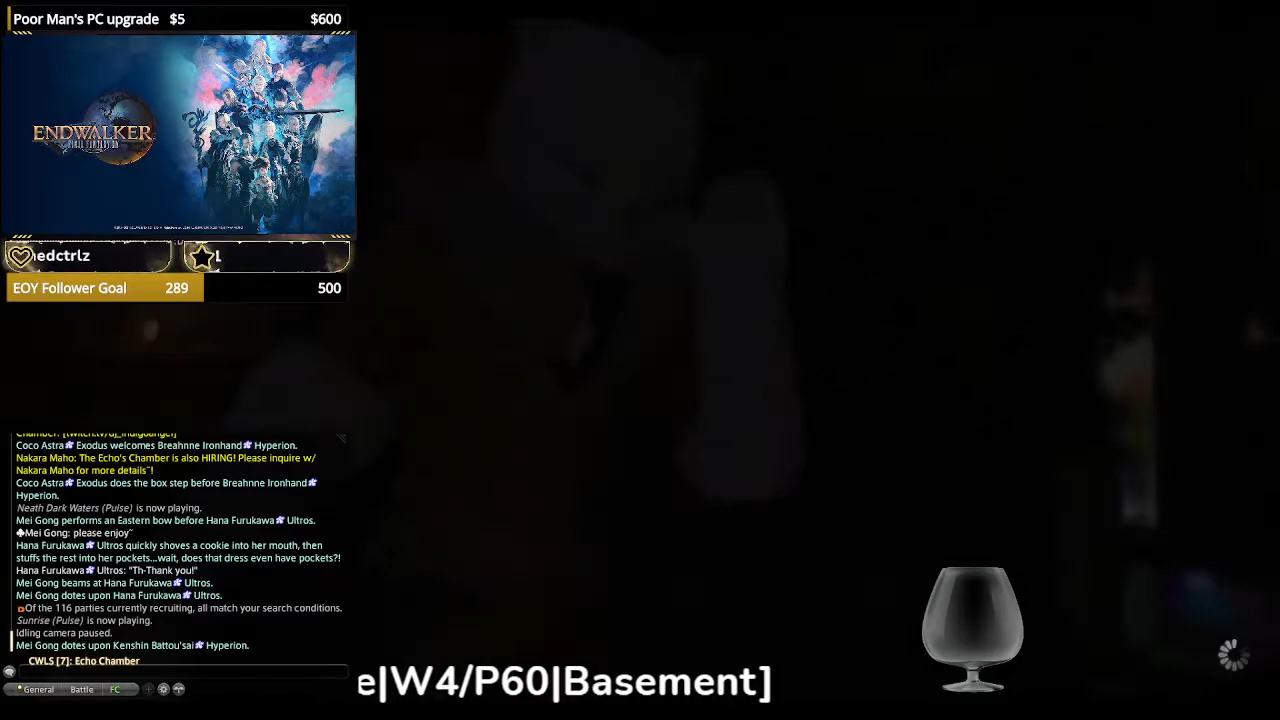 Poor Man's PC upgrade $5 $600
ENDWALKER
FINAL FANTASY XIV
nedctrlz
1
EOY Follower Goal 289 500
Chamber: [twitch.tv/dj_indigoangel]
Coco Astra Exodus welcomes Breahnne Ironhand Hyperion.
Nakara Maho: The Echo's Chamber is also HIRING! Please inquire w/
Nakara Maho for more details~!
Coco Astra Exodus does the box step before Breahnne Ironhand
Hyperion.
Neath Dark Waters (Pulse) is now playing.
Mei Gong performs an Eastern bow before Hana Furukawa Ultros.
♣Mei Gong: please enjoy~
Hana Furukawa Ultros quickly shoves a cookie into her mouth, then
stuffs the rest into her pockets...wait, does that dress even have pockets?!
Hana Furukawa Ultros: "Th-Thank you!"
Mei Gong beams at Hana Furukawa Ultros.
Mei Gong dotes upon Hana Furukawa Ultros.
Of the 116 parties currently recruiting, all match your search conditions.
Sunrise (Pulse) is now playing.
Idling camera paused.
Mei Gong dotes upon Kenshin Battou'sai Hyperion.
CWLS [7]: Echo Chamber
General Battle FC
e|W4/P60|Basement]